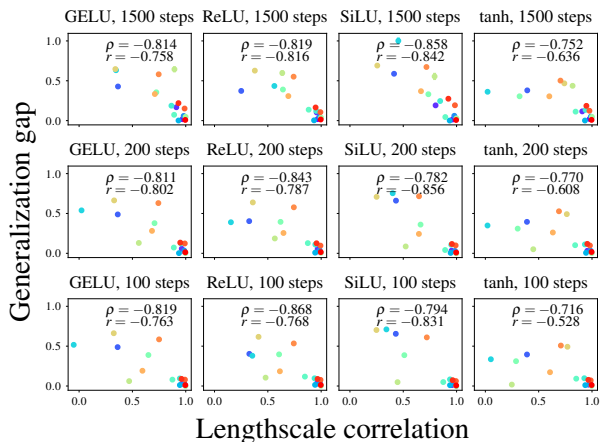 GELU, 1500 steps ReLU, 1500 steps SiLU, 1500 steps tanh, 1500 steps
1.0
ρ = −0.814 ρ = −0.819 ρ = −0.858 ρ = −0.752
r = −0.758 r = −0.816 r = −0.842 r = −0.636
0.5
0.0
GELU, 200 steps ReLU, 200 steps SiLU, 200 steps tanh, 200 steps
1.0
ρ = −0.811 ρ = −0.843 ρ = −0.782 ρ = −0.770
r = −0.802 r = −0.787 r = −0.856 r = −0.608
0.5
0.0
GELU, 100 steps ReLU, 100 steps SiLU, 100 steps tanh, 100 steps
1.0
ρ = −0.819 ρ = −0.868 ρ = −0.794 ρ = −0.716
r = −0.763 r = −0.768 r = −0.831 r = −0.528
0.5
0.0
0.0 0.5 1.0 0.0 0.5 1.0 0.0 0.5 1.0 0.0 0.5 1.0
Generalization gap
Lengthscale correlation